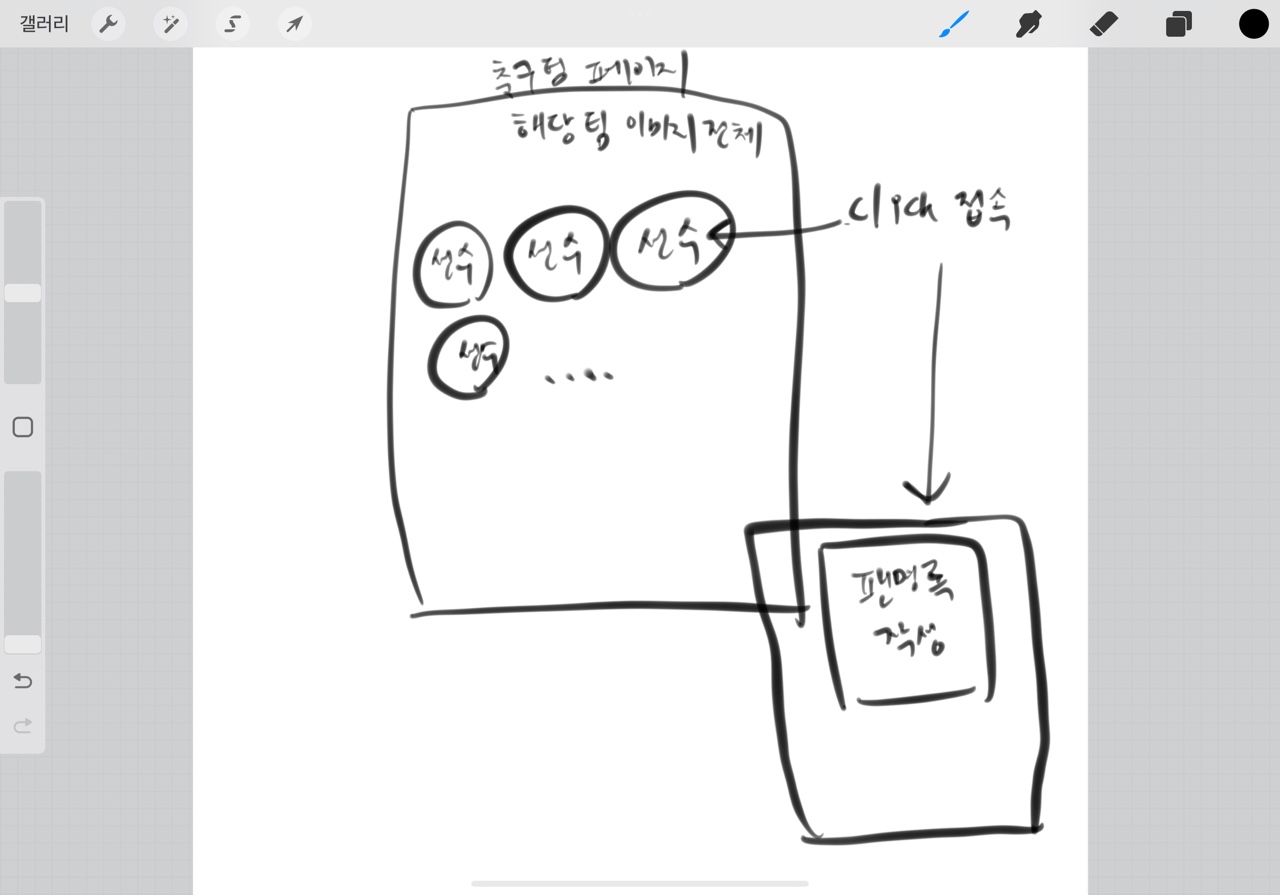 갤러리
축구팀 페이지
해당팀 이미지 전체
click 접속
선수 선수 선수
선수
....
팬명록
작성